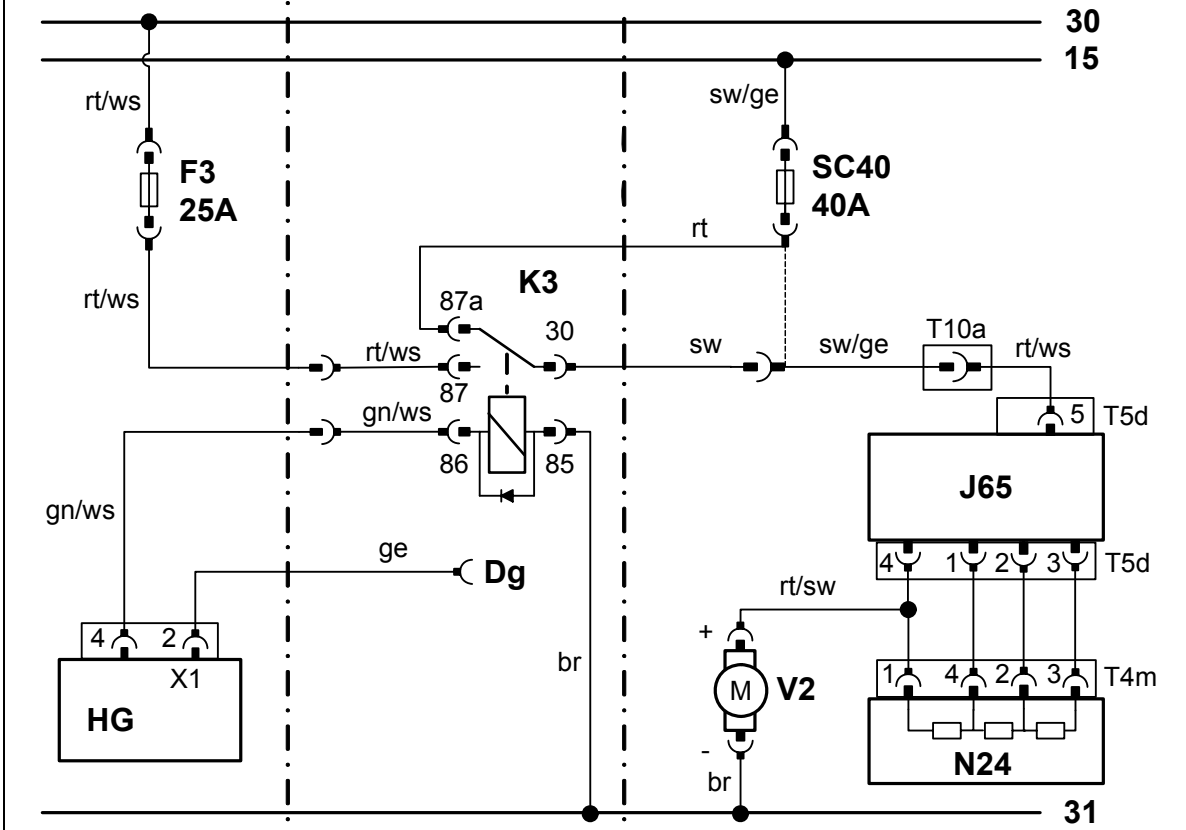 30
15
rt/ws
sw/ge
F3
25A
SC40
40A
rt
K3
rt/ws
87a
30
T10a
rt/ws
sw
sw/ge
rt/ws
87
gn/ws
5
T5d
86
85
J65
gn/ws
ge
Dg
4
1
2
3
T5d
rt/sw
4
2
+
br
X1
M
V2
1
4
2
3
T4m
HG
-
N24
br
31